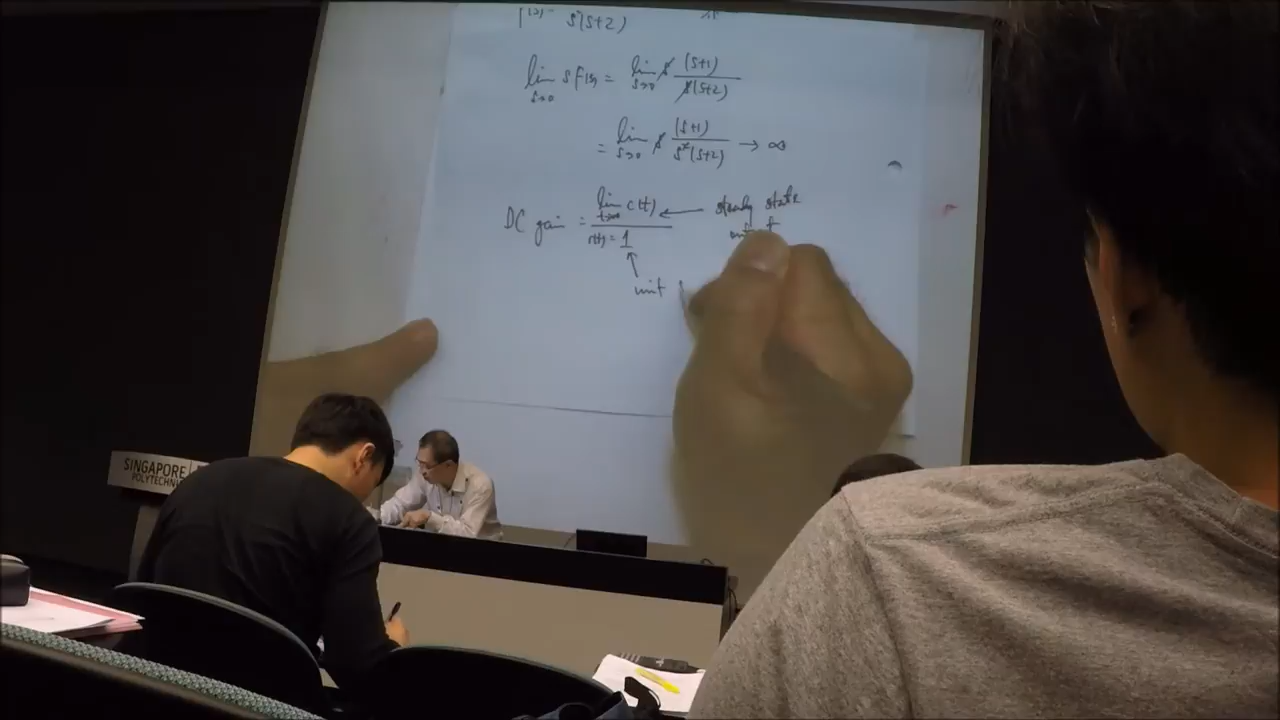 s(s+2)
lim s→0 sF(s) = lim s→0 s (s+1) / s(s+2)
= lim s→0 s (s+1) / s²(s+2) → ∞
DC gain = lim t→∞ c(t) / r(t) = 1 ← steady state
↑
unit
SINGAPORE
POLYTECHNIC